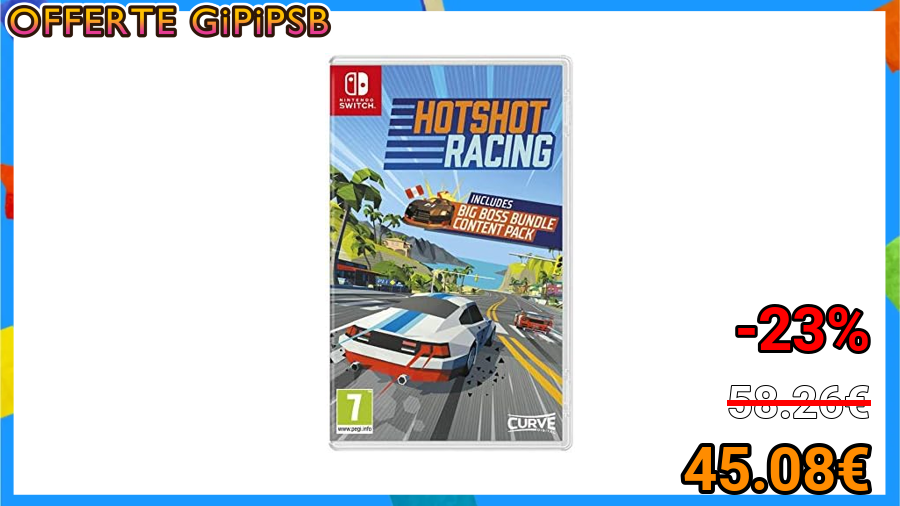 OFFERTE GiPiPSB
NINTENDO
SWITCH.
HOTSHOT
RACING
INCLUDES
BIG BOSS BUNDLE
CONTENT PACK
7
www.pegi.info
CURVE
-23%
58.26€
45.08€